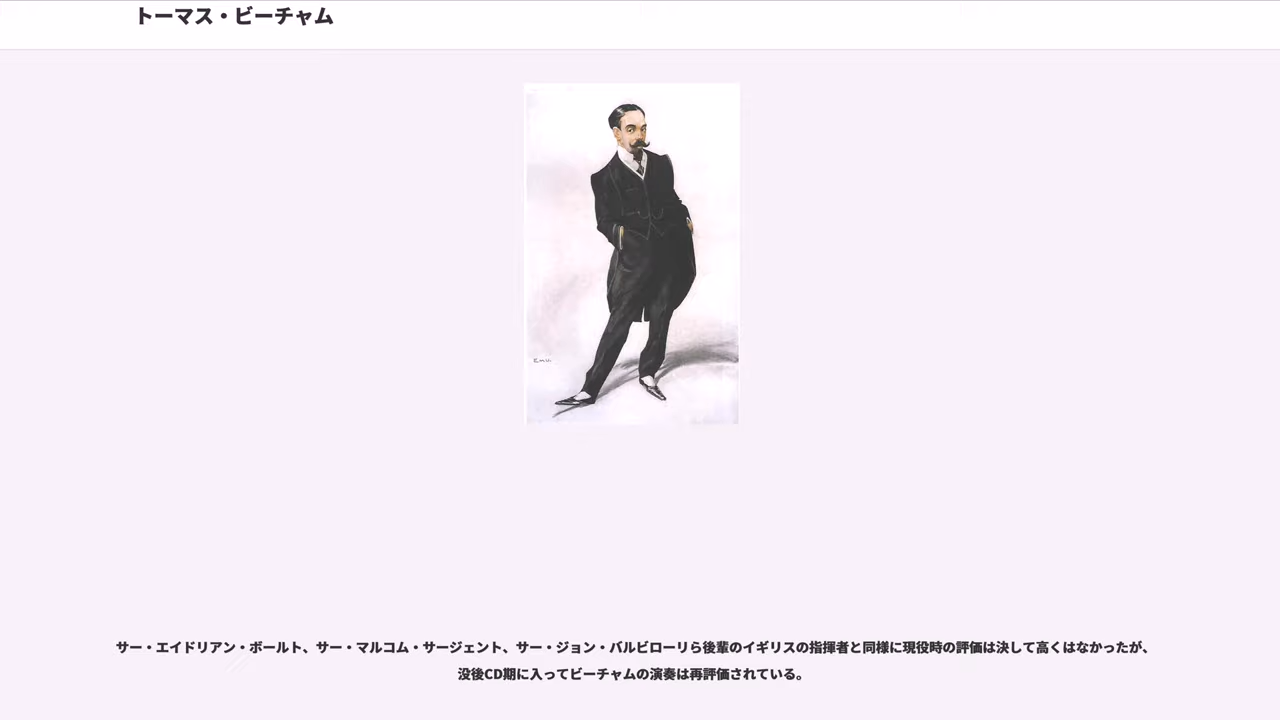 トーマス・ビーチャム
サー・エイドリアン・ボールト、サー・マルコム・サージェント、サー・ジョン・バルビローリら後輩のイギリスの指揮者と同様に現役時の評価は決して高くはなかったが、
没後CD期に入ってビーチャムの演奏は再評価されている。